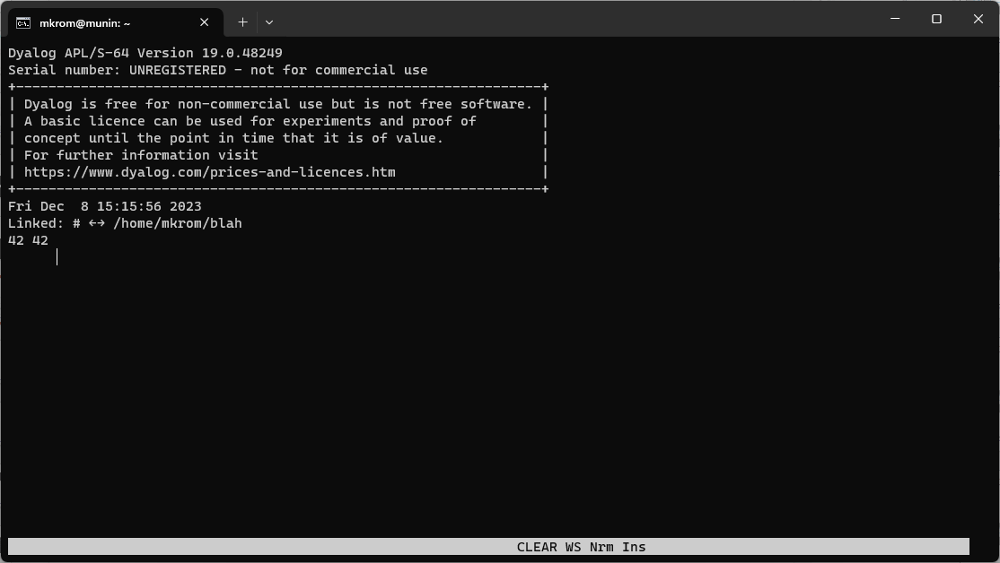 mkrom@munin: ~
Dyalog APL/S-64 Version 19.0.48249
Serial number: UNREGISTERED - not for commercial use
+-----------------------------------------------------------------+
| Dyalog is free for non-commercial use but is not free software. |
| A basic licence can be used for experiments and proof of        |
| concept until the point in time that it is of value.            |
| For further information visit                                   |
| https://www.dyalog.com/prices-and-licences.htm                  |
+-----------------------------------------------------------------+
Fri Dec  8 15:15:56 2023
Linked: # ←→ /home/mkrom/blah
42 42
CLEAR WS Nrm Ins